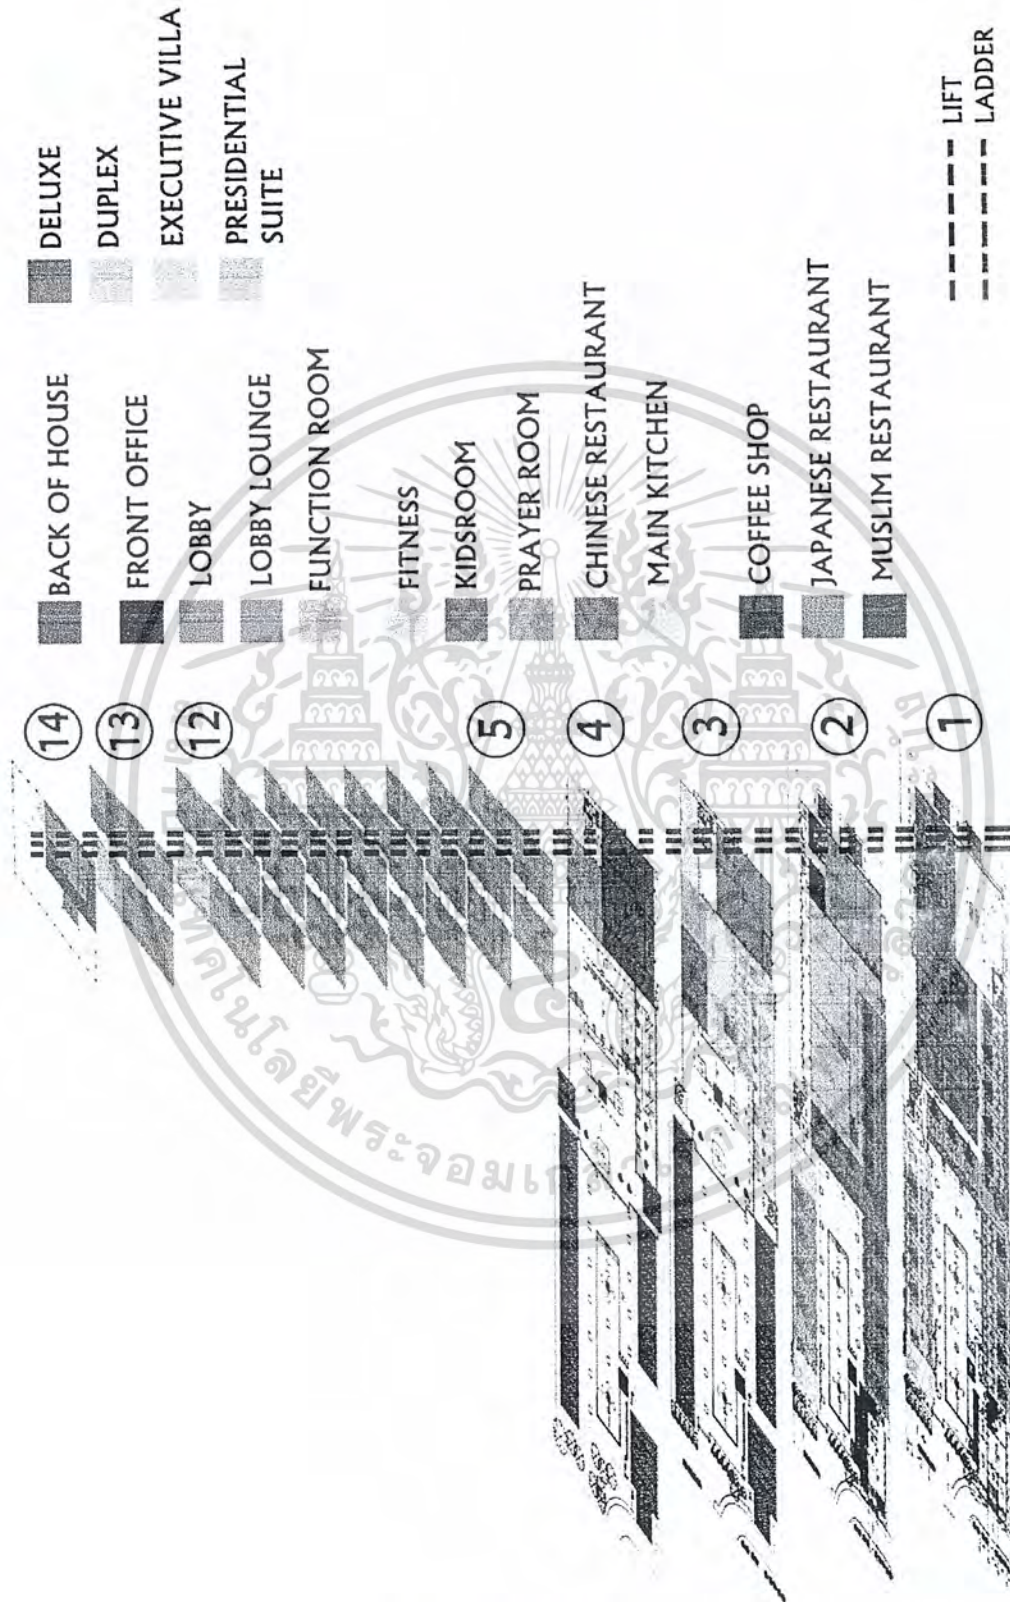 14
13
12
5
4
3
2
1
BACK OF HOUSE
FRONT OFFICE
LOBBY
LOBBY LOUNGE
FUNCTION ROOM
FITNESS
KIDSROOM
PRAYER ROOM
CHINESE RESTAURANT
MAIN KITCHEN
COFFEE SHOP
JAPANESE RESTAURANT
MUSLIM RESTAURANT
DELUXE
DUPLEX
EXECUTIVE VILLA
PRESIDENTIAL
SUITE
LIFT
LADDER